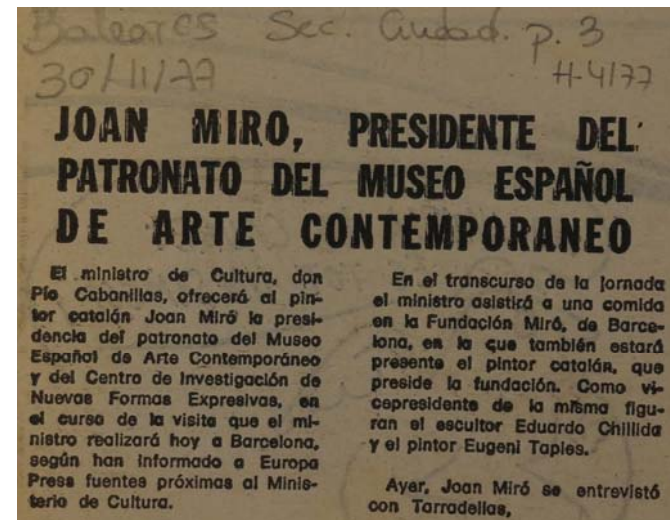 Baleares Sec. Ciudad. p. 3
30/11/77
H-4177
JOAN MIRO, PRESIDENTE DEL
PATRONATO DEL MUSEO ESPAÑOL
DE ARTE CONTEMPORANEO
El ministro de Cultura, don
Pío Cabanillas, ofrecerá al pin-
tor catalán Joan Miró la presi-
dencia del patronato del Museo
Español de Arte Contemporáneo
y del Centro de Investigación de
Nuevas Formas Expresivas, en
el curso de la visita que el mi-
nistro realizará hoy a Barcelona,
según han informado a Europa
Press fuentes próximas al Minis-
terio de Cultura.
En el transcurso de la jornada
el ministro asistirá a una comida
en la Fundación Miró, de Barce-
lona, en la que también estará
presente el pintor catalán, que
preside la fundación. Como vi-
cepresidente de la misma figu-
ran el escultor Eduardo Chillida
y el pintor Eugeni Taples.
Ayer, Joan Miró se entrevistó
con Tarradellas,